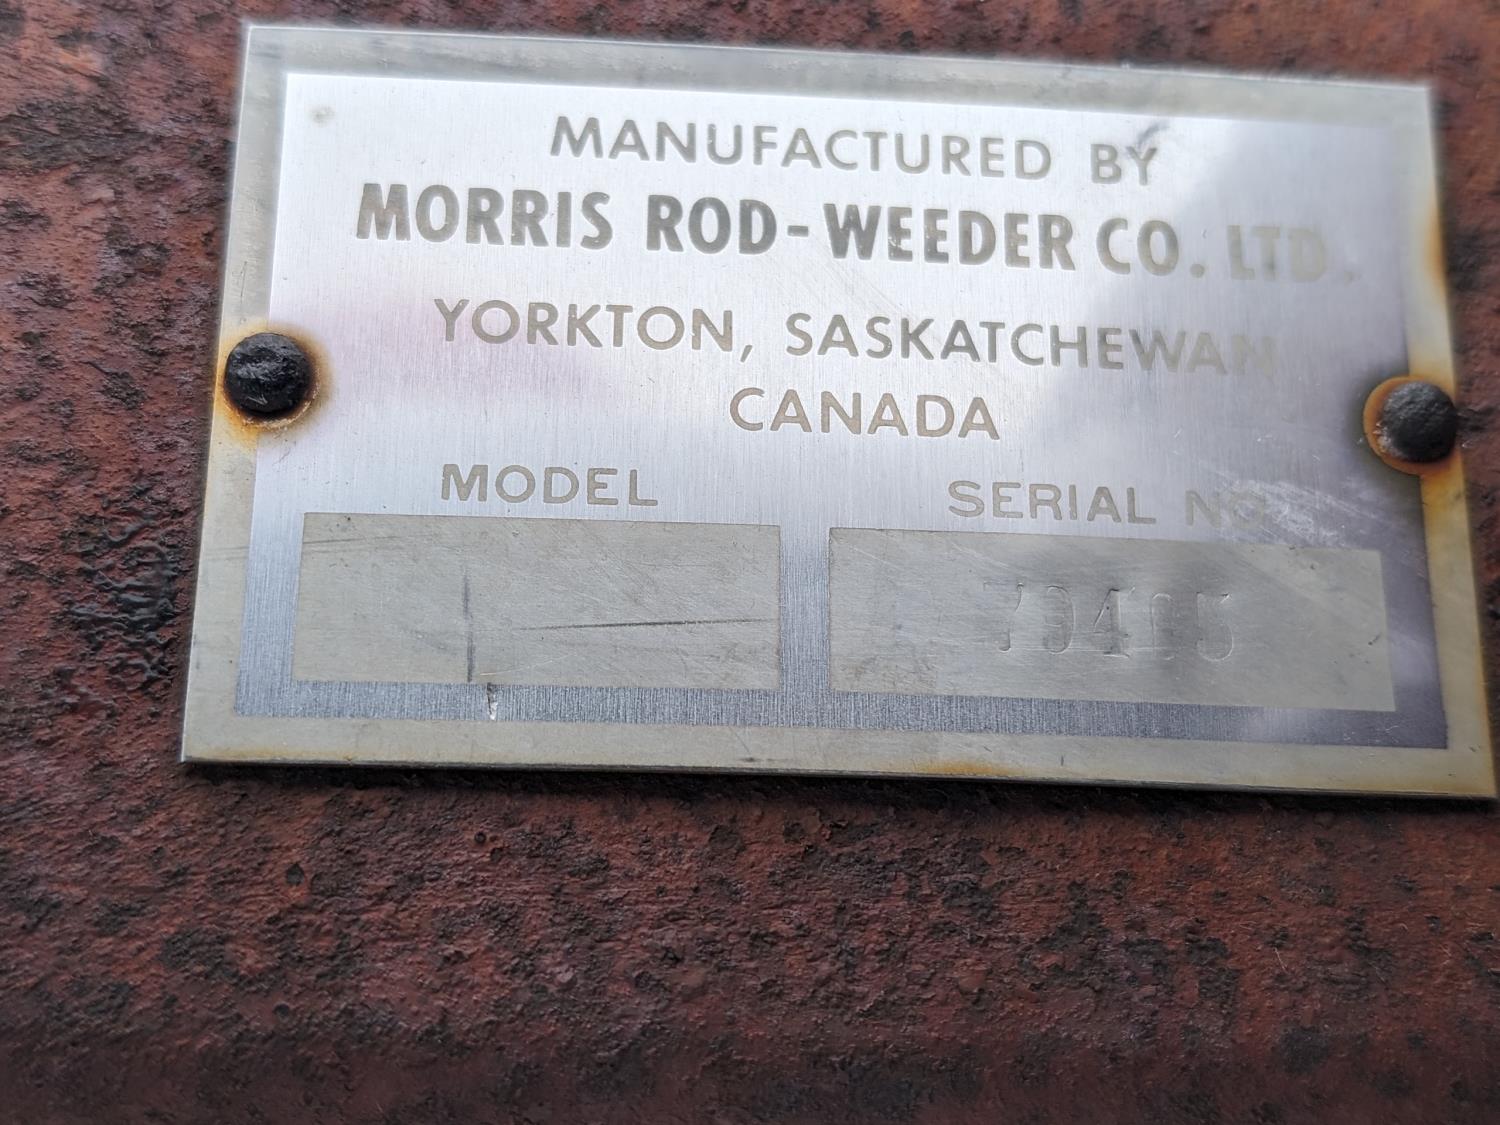 MANUFACTURED BY
MORRIS ROD-WEEDER CO. LTD.
YORKTON, SASKATCHEWAN
CANADA
MODEL
SERIAL NO.